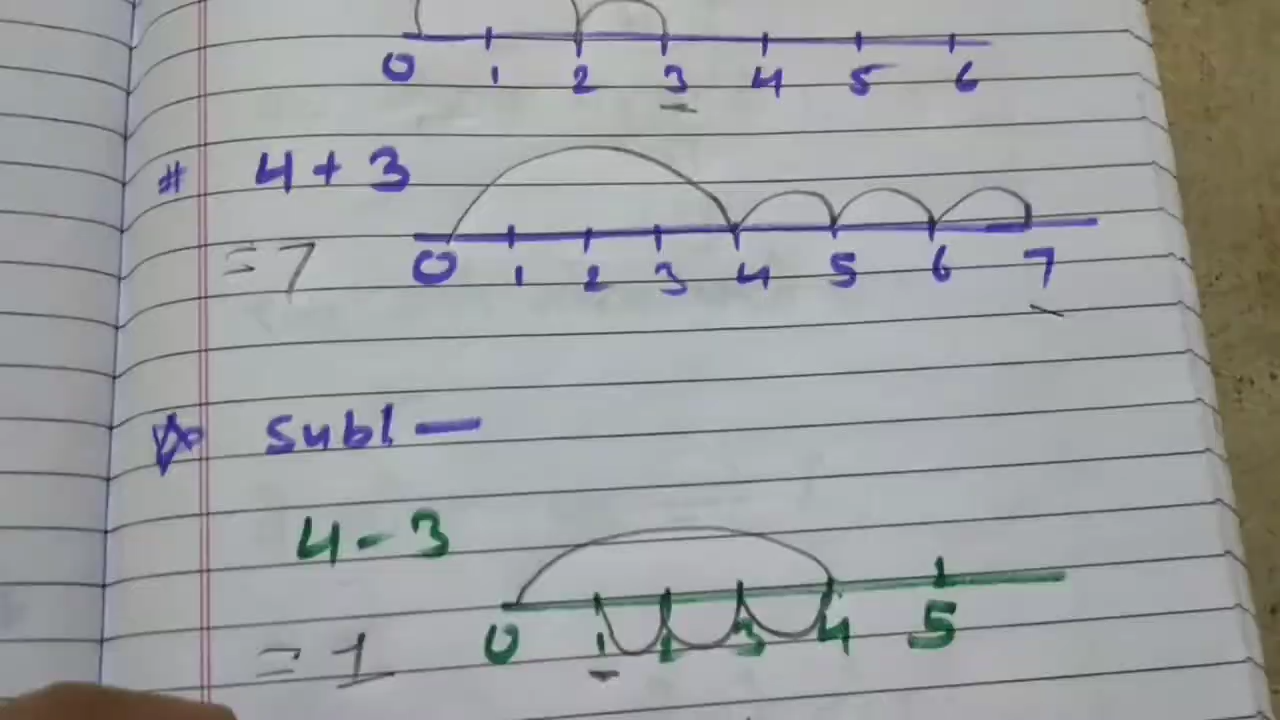 0 1 2 3 4 5 6
# 4 + 3
= 7
0 1 2 3 4 5 6 7
Subl —
4 - 3
= 1
0 1 2 3 4 5